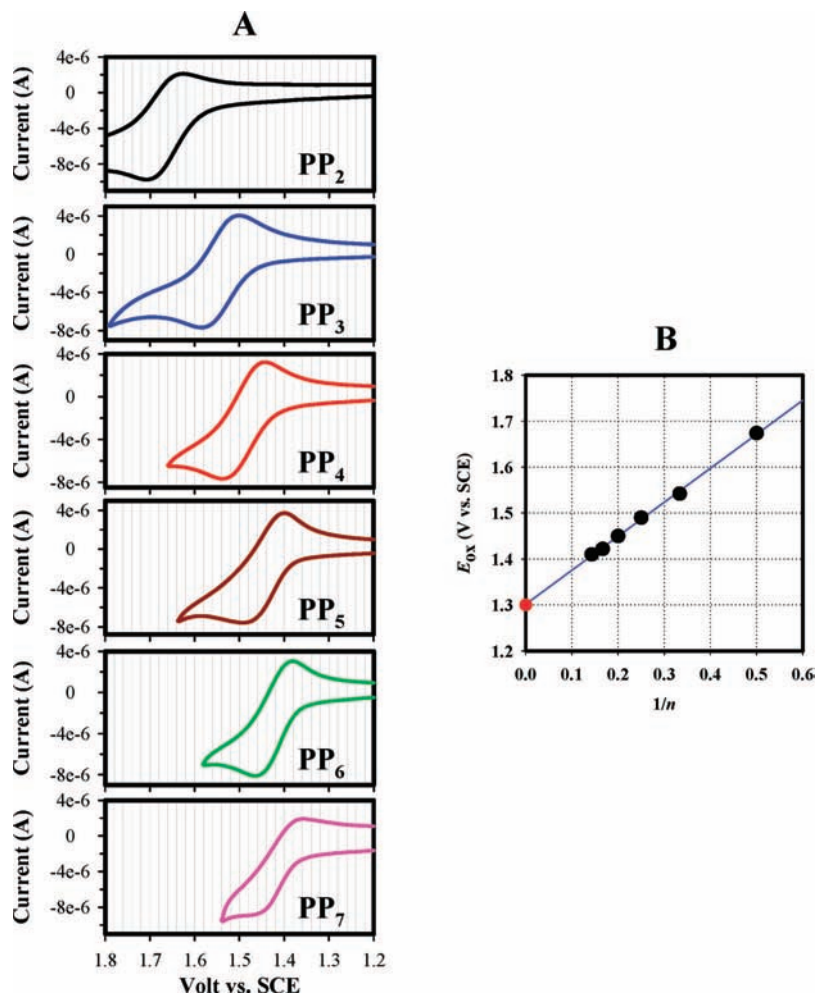 A
4e-6
0
-4e-6
-8e-6
Current (A)
PP2
4e-6
0
-4e-6
-8e-6
Current (A)
PP3
4e-6
0
-4e-6
-8e-6
Current (A)
PP4
4e-6
0
-4e-6
-8e-6
Current (A)
PP5
4e-6
0
-4e-6
-8e-6
Current (A)
PP6
4e-6
0
-4e-6
-8e-6
Current (A)
PP7
1.8 1.7 1.6 1.5 1.4 1.3 1.2
Volt vs. SCE
B
1.8
1.7
1.6
1.5
1.4
1.3
1.2
Eox (V vs. SCE)
0.0 0.1 0.2 0.3 0.4 0.5 0.6
1/n